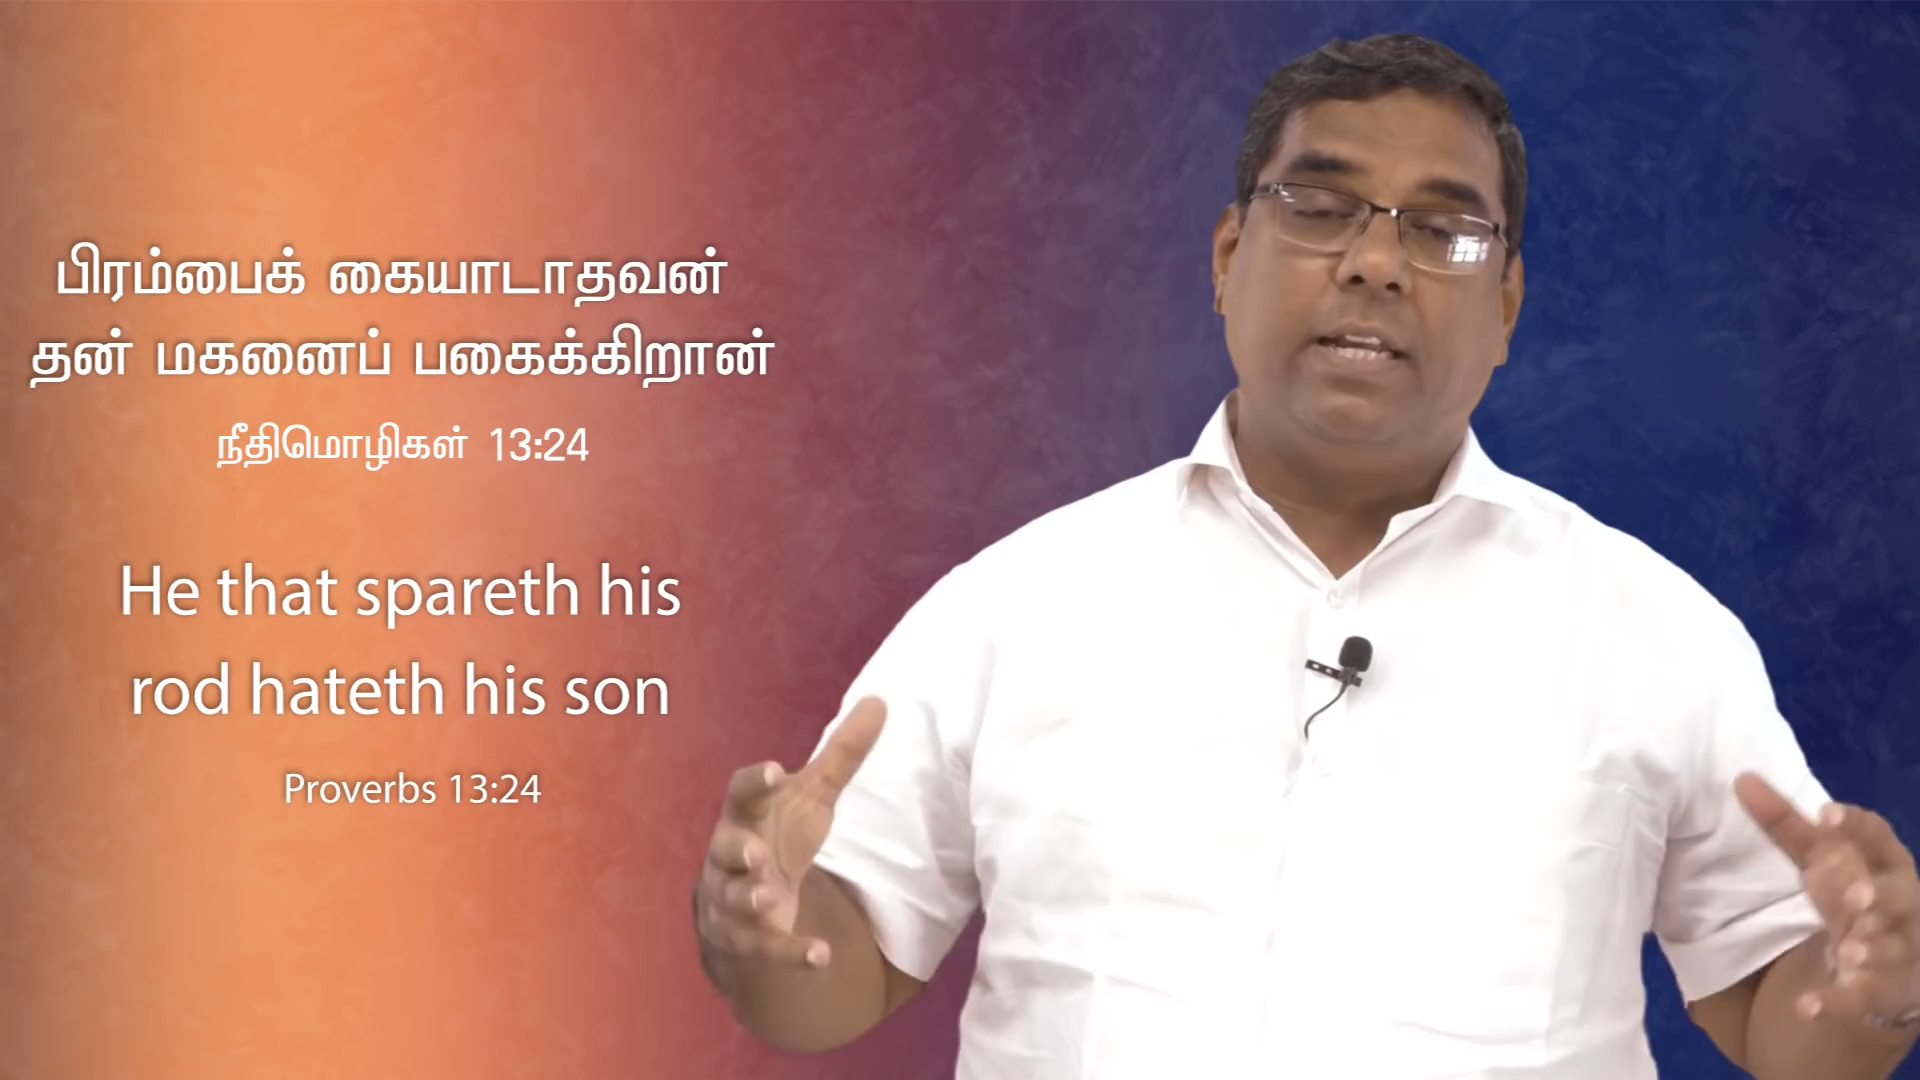 பிரம்பைக் கையாடாதவன்
தன் மகனைப் பகைக்கிறான்
நீதிமொழிகள் 13:24
He that spareth his
rod hateth his son
Proverbs 13:24